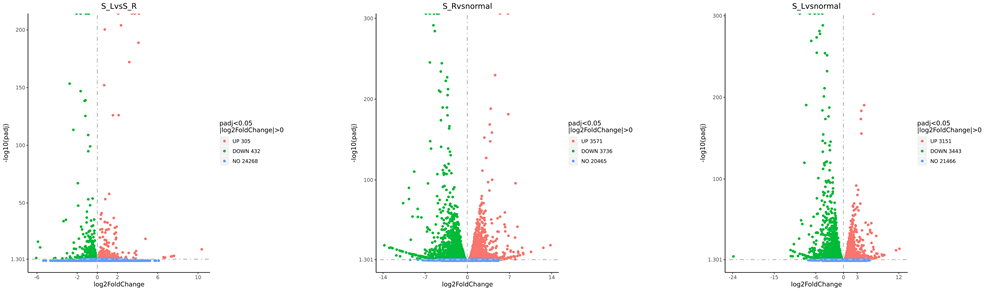 S_LvsS_R
200
150
100
50
1.301
-6
-2
0
2
6
10
-log10(padj)
log2FoldChange
padj<0.05
|log2FoldChange|>0
UP 305
DOWN 432
NO 24268
S_Rvsnormal
300
200
100
1.301
-14
-7
0
7
14
-log10(padj)
log2FoldChange
padj<0.05
|log2FoldChange|>0
UP 3571
DOWN 3736
NO 20465
S_Lvsnormal
300
200
100
1.301
-24
-15
-6
0
3
12
-log10(padj)
log2FoldChange
padj<0.05
|log2FoldChange|>0
UP 3151
DOWN 3443
NO 21466